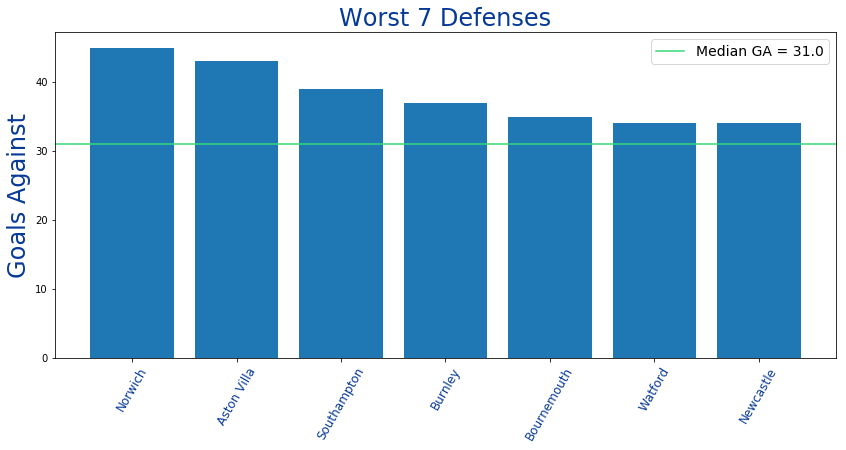 Worst 7 Defenses
Median GA = 31.0
Goals Against
40
30
20
10
0
Norwich
Aston Villa
Southampton
Burnley
Bournemouth
Watford
Newcastle